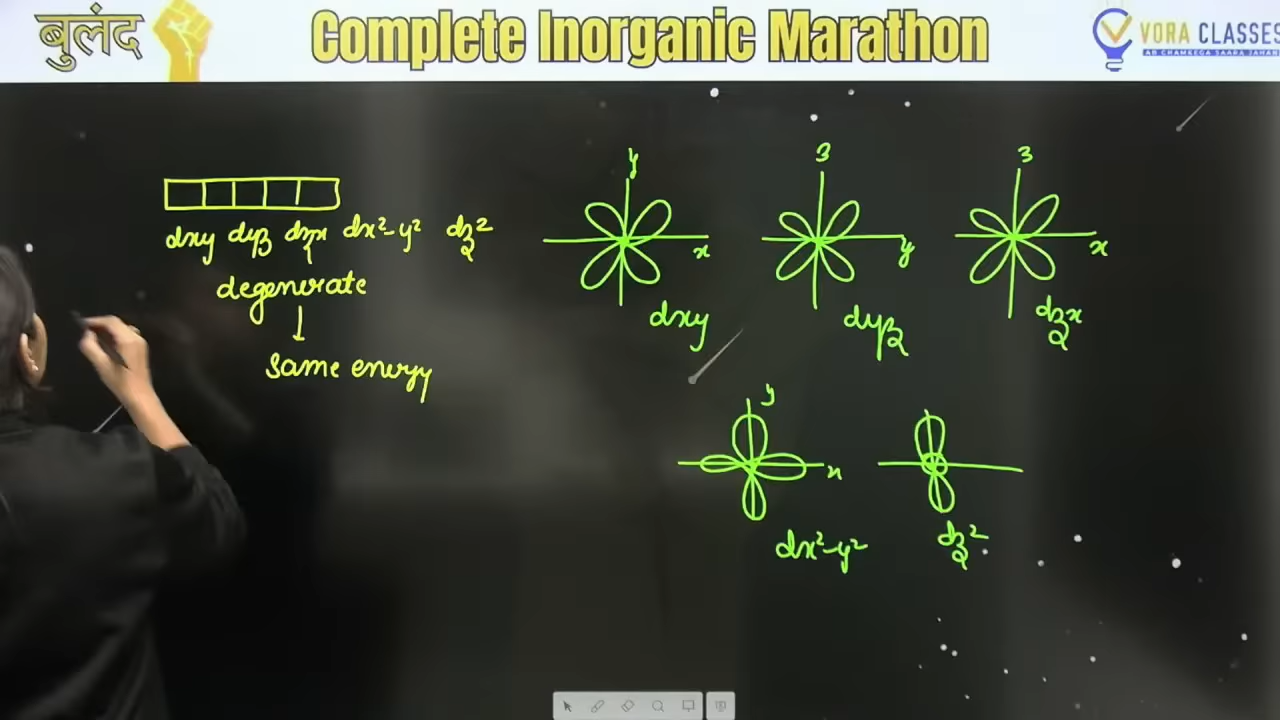 बुलंद
Complete Inorganic Marathon
VORA CLASSES
AB CHAMKEGA SAARA JAHAN
dxy dyz dzx dx²-y² dz²
degenerate
↓
Same energy
y
x
dxy
z
y
dyz
z
x
dzx
y
x
dx²-y²
dz²